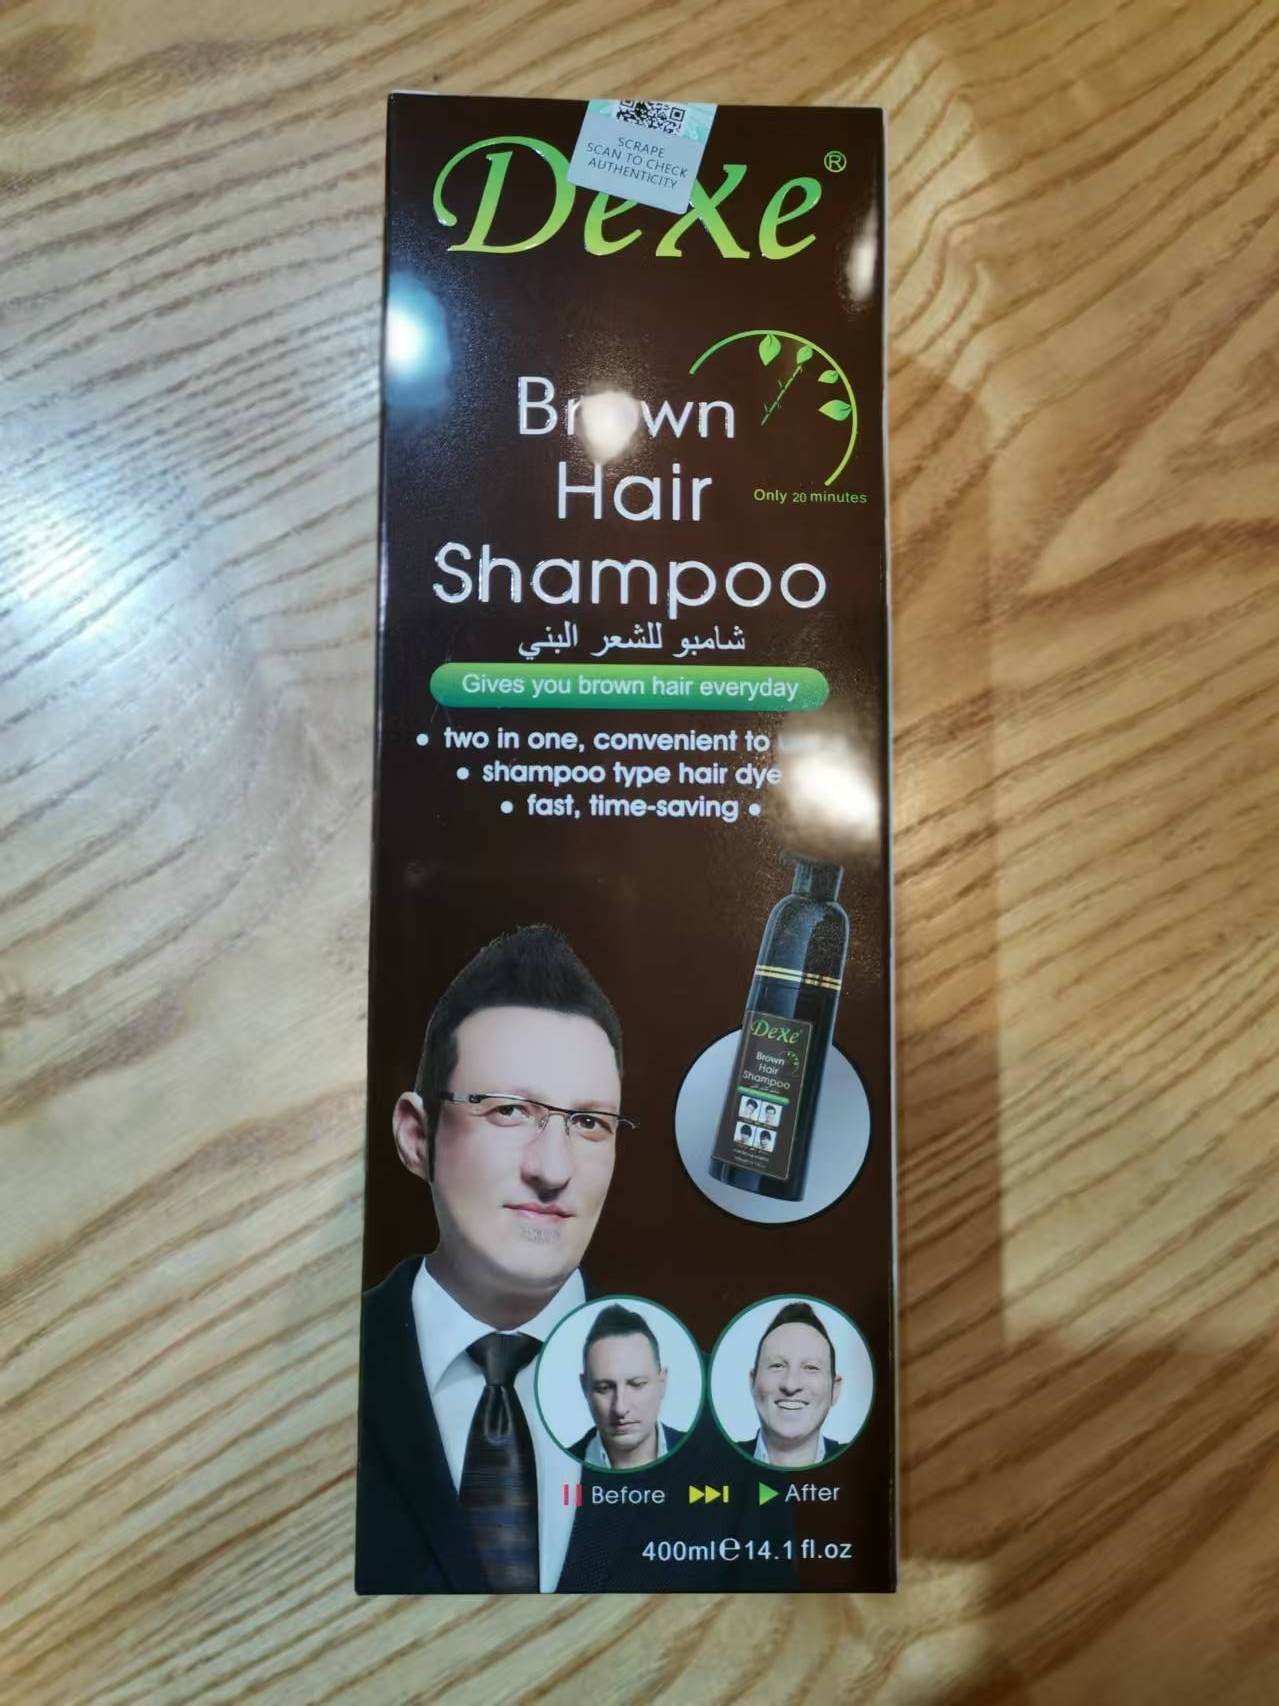 SCRAPE
SCAN TO CHECK
AUTHENTICITY
Dexe®
Brown
Hair
Shampoo
Only 20 minutes
شامبو للشعر البني
Gives you brown hair everyday
• two in one, convenient to
• shampoo type hair dye
• fast, time-saving •
Dexe
Brown
Hair
Shampoo
Before
After
400ml℮14.1 fl.oz